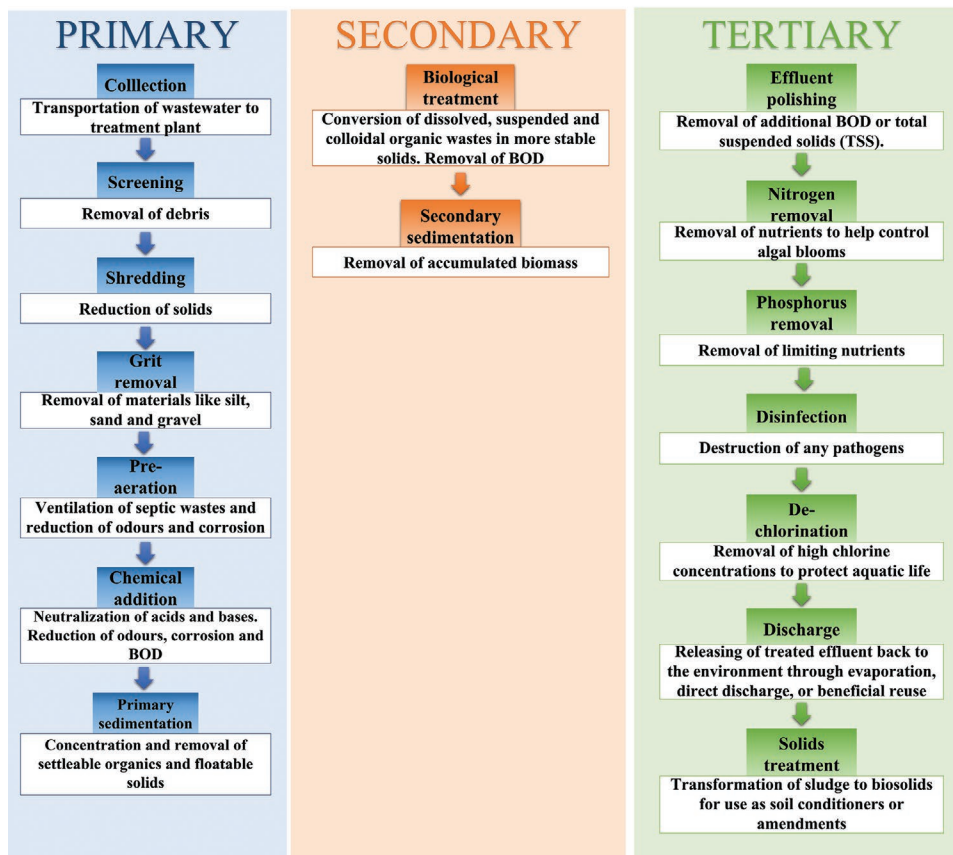 PRIMARY
Colllection
Transportation of wastewater to
treatment plant
Screening
Removal of debris
Shredding
Reduction of solids
Grit
removal
Removal of materials like silt,
sand and gravel
Pre-
aeration
Ventilation of septic wastes and
reduction of odours and corrosion
Chemical
addition
Neutralization of acids and bases.
Reduction of odours, corrosion and
BOD
Primary
sedimentation
Concentration and removal of
settleable organics and floatable
solids
SECONDARY
Biological
treatment
Conversion of dissolved, suspended and
colloidal organic wastes in more stable
solids. Removal of BOD
Secondary
sedimentation
Removal of accumulated biomass
TERTIARY
Effluent
polishing
Removal of additional BOD or total
suspended solids (TSS).
Nitrogen
removal
Removal of nutrients to help control
algal blooms
Phosphorus
removal
Removal of limiting nutrients
Disinfection
Destruction of any pathogens
De-
chlorination
Removal of high chlorine
concentrations to protect aquatic life
Discharge
Releasing of treated effluent back to
the environment through evaporation,
direct discharge, or beneficial reuse
Solids
treatment
Transformation of sludge to biosolids
for use as soil conditioners or
amendments